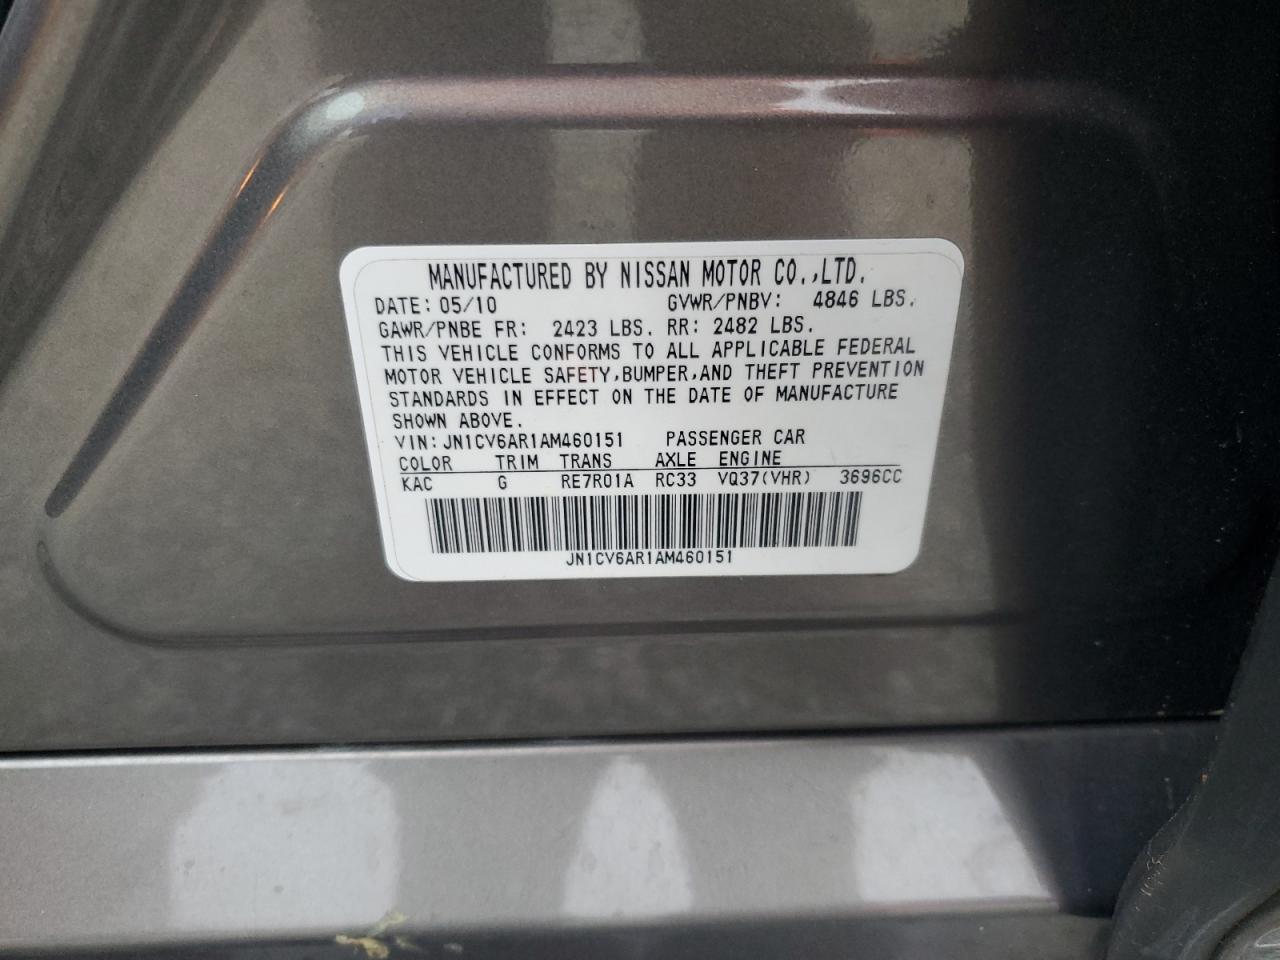 MANUFACTURED BY NISSAN MOTOR CO.,LTD.
DATE: 05/10 GVWR/PNBV: 4846 LBS.
GAWR/PNBE FR: 2423 LBS. RR: 2482 LBS.
THIS VEHICLE CONFORMS TO ALL APPLICABLE FEDERAL
MOTOR VEHICLE SAFETY,BUMPER,AND THEFT PREVENTION
STANDARDS IN EFFECT ON THE DATE OF MANUFACTURE
SHOWN ABOVE.
VIN: JN1CV6AR1AM460151 PASSENGER CAR
COLOR TRIM TRANS AXLE ENGINE
KAC G RE7R01A RC33 VQ37(VHR) 3696CC
JN1CV6AR1AM460151